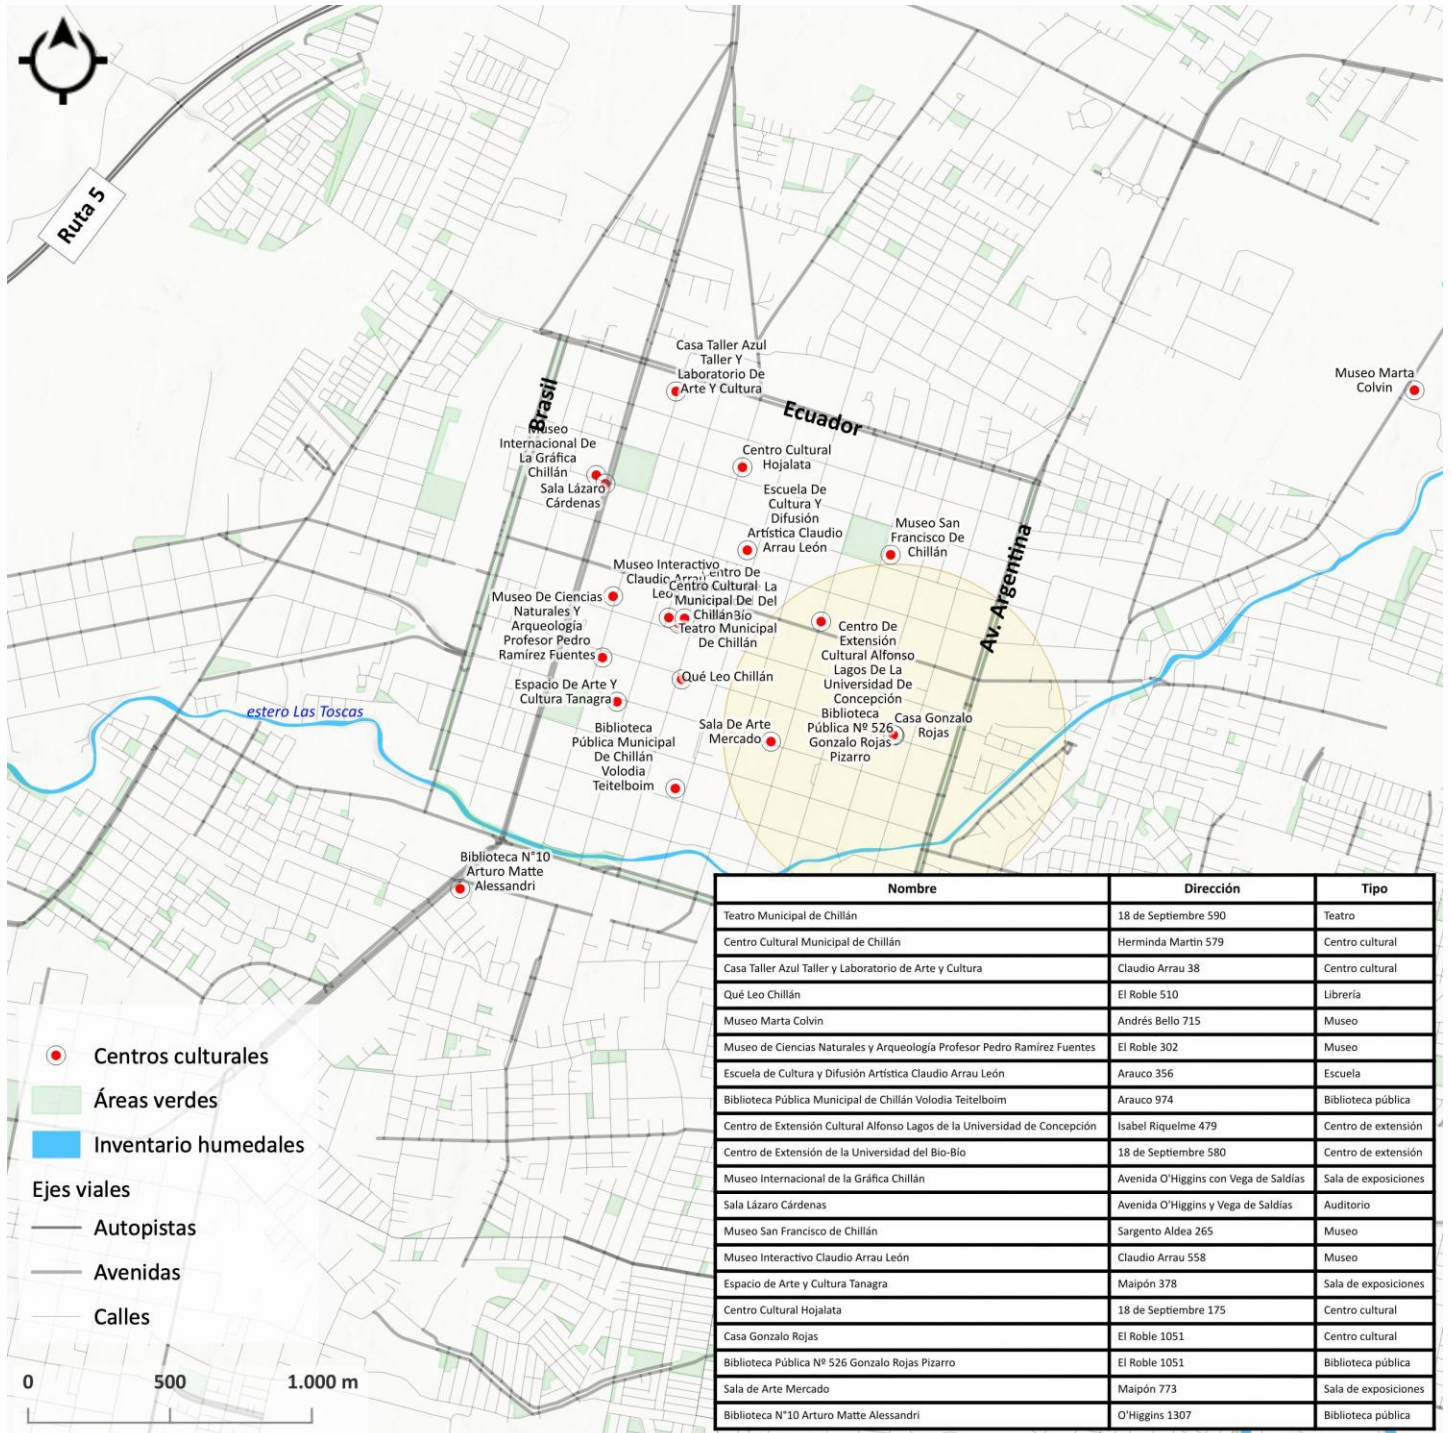 Ruta 5
Casa Taller Azul
Taller Y
Laboratorio De
Arte Y Cultura
Museo Marta
Colvin
Brasil
Ecuador
Museo
Internacional De
La Gráfica
Chillán
Sala Lázaro
Cárdenas
Centro Cultural
Hojalata
Escuela De
Cultura Y
Difusión
Artística Claudio
Arrau León
Museo San
Francisco De
Chillán
Av. Argentina
Museo Interactivo
Claudio Arrau
Centro Cultural
Municipal De
Chillán
Teatro Municipal
De Chillán
Museo De Ciencias
Naturales Y
Arqueología
Profesor Pedro
Ramírez Fuentes
Centro De
Extensión
Cultural Alfonso
Lagos De La
Universidad De
Concepción
Qué Leo Chillán
Espacio De Arte Y
Cultura Tanagra
estero Las Toscas
Biblioteca
Pública Municipal
De Chillán
Volodia
Teitelboim
Sala De Arte
Mercado
Biblioteca
Pública Nº 526
Gonzalo Rojas
Pizarro
Casa Gonzalo
Rojas
Biblioteca N°10
Arturo Matte
Alessandri
Centros culturales
Áreas verdes
Inventario humedales
Ejes viales
Autopistas
Avenidas
Calles
0 500 1.000 m
Nombre Dirección Tipo
Teatro Municipal de Chillán 18 de Septiembre 590 Teatro
Centro Cultural Municipal de Chillán Herminda Martin 579 Centro cultural
Casa Taller Azul Taller y Laboratorio de Arte y Cultura Claudio Arrau 38 Centro cultural
Qué Leo Chillán El Roble 510 Librería
Museo Marta Colvin Andrés Bello 715 Museo
Museo de Ciencias Naturales y Arqueología Profesor Pedro Ramírez Fuentes El Roble 302 Museo
Escuela de Cultura y Difusión Artística Claudio Arrau León Arauco 356 Escuela
Biblioteca Pública Municipal de Chillán Volodia Teitelboim Arauco 974 Biblioteca pública
Centro de Extensión Cultural Alfonso Lagos de la Universidad de Concepción Isabel Riquelme 479 Centro de extensión
Centro de Extensión de la Universidad del Bio-Bío 18 de Septiembre 580 Centro de extensión
Museo Internacional de la Gráfica Chillán Avenida O'Higgins con Vega de Saldías Sala de exposiciones
Sala Lázaro Cárdenas Avenida O'Higgins y Vega de Saldías Auditorio
Museo San Francisco de Chillán Sargento Aldea 265 Museo
Museo Interactivo Claudio Arrau León Claudio Arrau 558 Museo
Espacio de Arte y Cultura Tanagra Maipón 378 Sala de exposiciones
Centro Cultural Hojalata 18 de Septiembre 175 Centro cultural
Casa Gonzalo Rojas El Roble 1051 Centro cultural
Biblioteca Pública Nº 526 Gonzalo Rojas Pizarro El Roble 1051 Biblioteca pública
Sala de Arte Mercado Maipón 773 Sala de exposiciones
Biblioteca N°10 Arturo Matte Alessandri O'Higgins 1307 Biblioteca pública